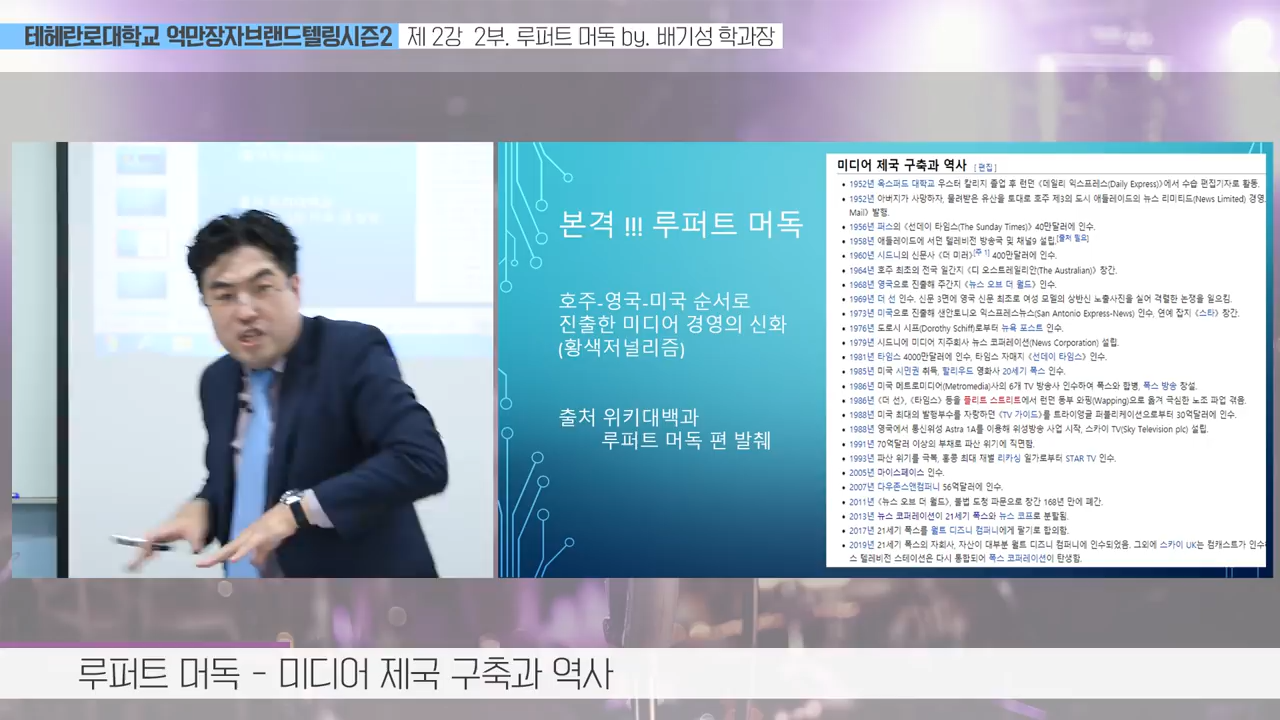 테헤란로대학교 억만장자브랜드텔링시즌2 제 2강 2부. 루퍼트 머독 by. 배기성 학과장
본격 !!! 루퍼트 머독
호주-영국-미국 순서로
진출한 미디어 경영의 신화
(황색저널리즘)
출처 위키대백과
루퍼트 머독 편 발췌
미디어 제국 구축과 역사 [편집]
• 1952년 옥스퍼드 대학교 우스터 칼리지 졸업 후 런던 《데일리 익스프레스(Daily Express)》에서 수습 편집기자로 활동.
• 1952년 아버지가 사망하자, 물려받은 유산을 토대로 호주 제3의 도시 애들레이드의 뉴스 리미티드(News Limited) 경영.
Mail》 발행.
• 1956년 퍼스의 《선데이 타임스(The Sunday Times)》 40만달러에 인수.
• 1958년 애들레이드에 서던 텔레비전 방송국 및 채널9 설립.[출처 필요]
• 1960년 시드니의 신문사 《더 미러》[주 1] 400만달러에 인수.
• 1964년 호주 최초의 전국 일간지 《디 오스트레일리안(The Australian)》 창간.
• 1968년 영국으로 진출해 주간지 《뉴스 오브 더 월드》 인수.
• 1969년 더 선 인수. 신문 3면에 영국 신문 최초로 여성 모델의 상반신 노출사진을 실어 격렬한 논쟁을 일으킴.
• 1973년 미국으로 진출해 샌안토니오 익스프레스뉴스(San Antonio Express-News) 인수. 연예 잡지 《스타》 창간.
• 1976년 도로시 시프(Dorothy Schiff)로부터 뉴욕 포스트 인수.
• 1979년 시드니에 미디어 지주회사 뉴스 코퍼레이션(News Corporation) 설립.
• 1981년 타임스 4000만달러에 인수, 타임스 자매지 《선데이 타임스》 인수.
• 1985년 미국 시민권 취득, 할리우드 영화사 20세기 폭스 인수.
• 1986년 미국 메트로미디어(Metromedia)사의 6개 TV 방송사 인수하여 폭스와 합병, 폭스 방송 창설.
• 1986년 《더 선》, 《타임스》 등을 플리트 스트리트에서 런던 동부 와핑(Wapping)으로 옮겨 극심한 노조 파업 겪음.
• 1988년 미국 최대의 발행부수를 자랑하던 《TV 가이드》를 트라이앵글 퍼블리케이션으로부터 30억달러에 인수.
• 1988년 영국에서 통신위성 Astra 1A를 이용해 위성방송 사업 시작, 스카이 TV(Sky Television plc) 설립.
• 1991년 70억달러 이상의 부채로 파산 위기에 직면함.
• 1993년 파산 위기를 극복, 홍콩 최대 재벌 리카싱 일가로부터 STAR TV 인수.
• 2005년 마이스페이스 인수.
• 2007년 다우존스앤컴퍼니 56억달러에 인수.
• 2011년 《뉴스 오브 더 월드》, 불법 도청 파문으로 창간 168년 만에 폐간.
• 2013년 뉴스 코퍼레이션이 21세기 폭스와 뉴스 코프로 분할됨.
• 2017년 21세기 폭스를 월트 디즈니 컴퍼니에게 팔기로 합의함.
• 2019년 21세기 폭스의 자회사, 자산이 대부분 월트 디즈니 컴퍼니에 인수되었음. 그외에 스카이 UK는 컴캐스트가 인수
스 텔레비전 스테이션은 다시 통합되어 폭스 코퍼레이션이 탄생함.
루퍼트 머독 - 미디어 제국 구축과 역사